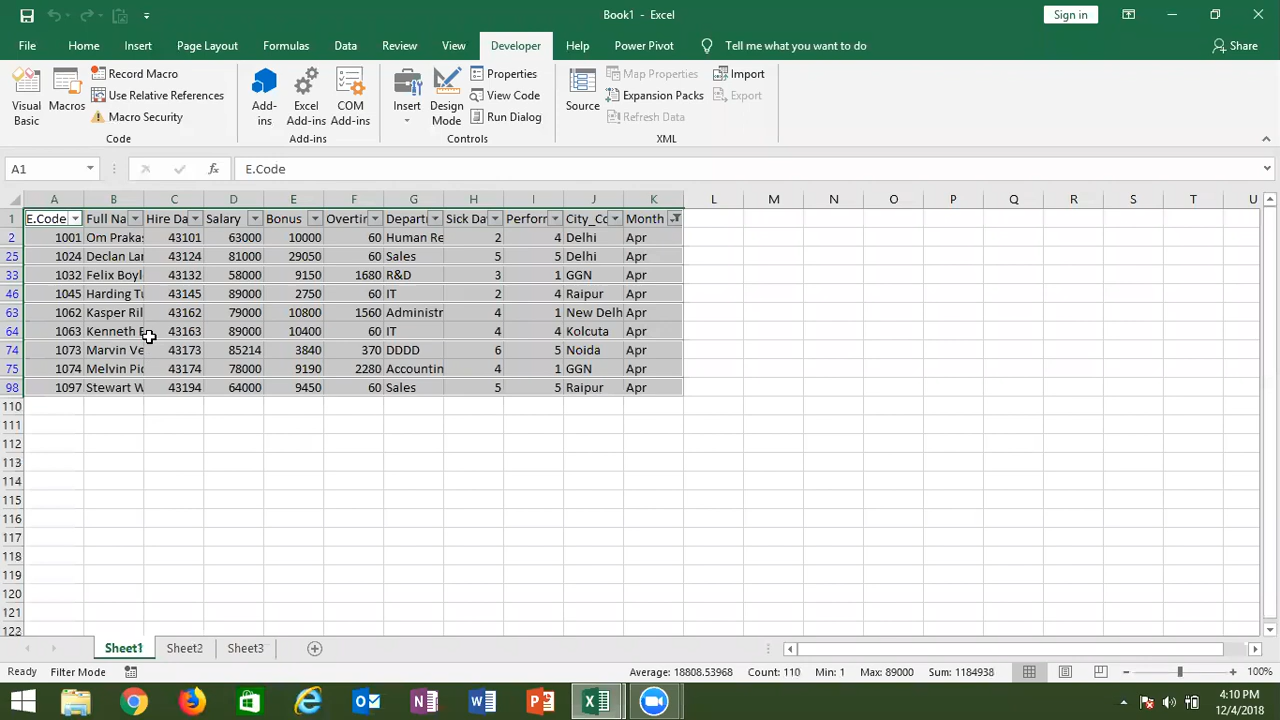 Book1 - Excel
Sign in
File Home Insert Page Layout Formulas Data Review View Developer Help Power Pivot Tell me what you want to do Share
Visual Basic
Macros
Record Macro
Use Relative References
Macro Security
Code
Add-ins
Excel Add-ins
COM Add-ins
Add-ins
Insert
Design Mode
Properties
View Code
Run Dialog
Controls
Source
Map Properties
Expansion Packs
Refresh Data
Import
Export
XML
A1 fx E.Code
A B C D E F G H I J K L M N O P Q R S T U
1 E.Code Full Na Hire Da Salary Bonus Overtin Departi Sick Da Perforr City_Cc Month
2 1001 Om Prakas 43101 63000 10000 60 Human Re 2 4 Delhi Apr
25 1024 Declan Lar 43124 81000 29050 60 Sales 5 5 Delhi Apr
33 1032 Felix Boyl 43132 58000 9150 1680 R&D 3 1 GGN Apr
46 1045 Harding Tu 43145 89000 2750 60 IT 2 4 Raipur Apr
63 1062 Kasper Ril 43162 79000 10800 1560 Administr 4 1 New Delh Apr
64 1063 Kenneth 43163 89000 10400 60 IT 4 4 Kolcuta Apr
74 1073 Marvin Ve 43173 85214 3840 370 DDDD 6 5 Noida Apr
75 1074 Melvin Pic 43174 78000 9190 2280 Accountin 4 1 GGN Apr
98 1097 Stewart W 43194 64000 9450 60 Sales 5 5 Raipur Apr
110
111
112
113
114
115
116
117
118
119
120
121
122
Sheet1 Sheet2 Sheet3
Ready Filter Mode Average: 18808.53968 Count: 110 Min: 1 Max: 89000 Sum: 1184938 100%
4:10 PM
12/4/2018